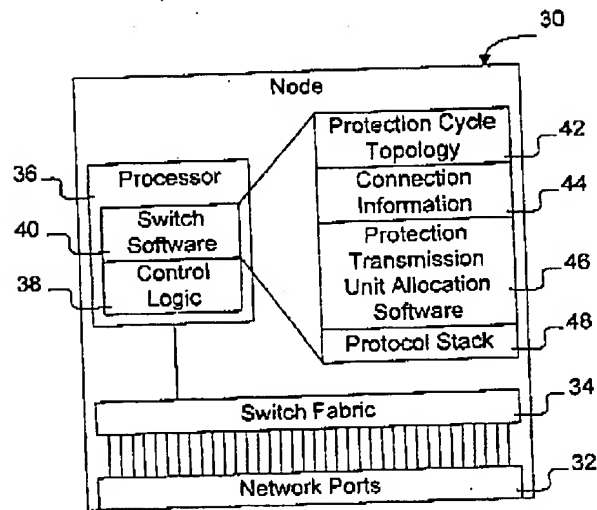 30
Node
Protection Cycle
Topology
42
36
Processor
Connection
Information
44
40
Switch
Software
Protection
Transmission
Unit Allocation
Software
46
38
Control
Logic
Protocol Stack
48
Switch Fabric
34
Network Ports
32